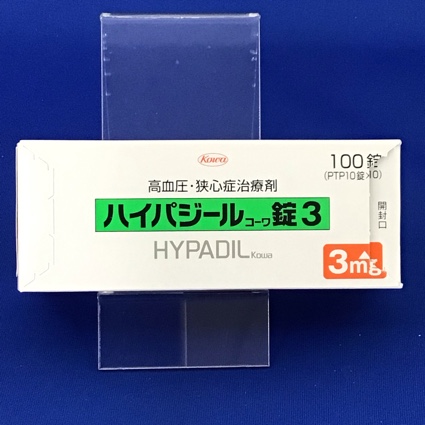 Kowa
100錠
(PTP10錠×10)
高血圧・狭心症治療剤
開封口
ハイパジールコーワ錠3
HYPADIL Kowa
3mg